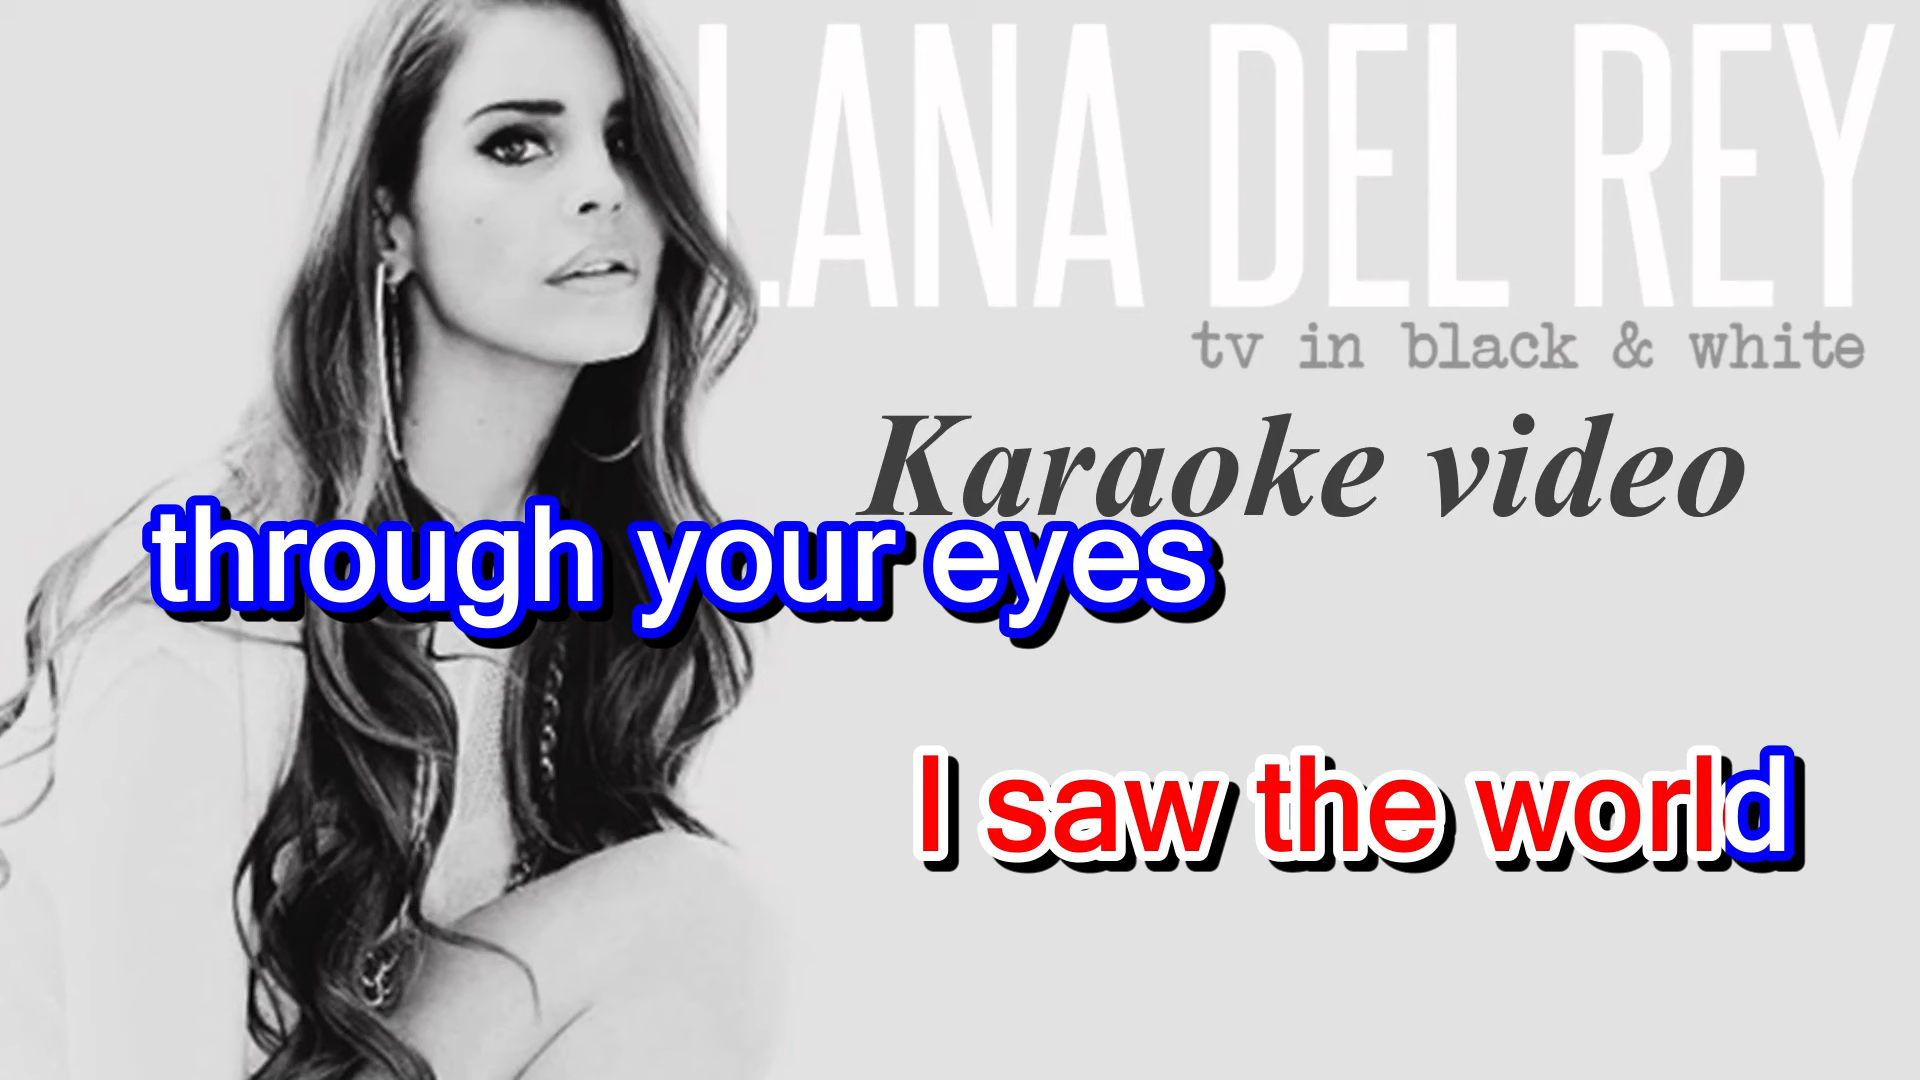 LANA DEL REY
tv in black & white
Karaoke video
through your eyes
I saw the world